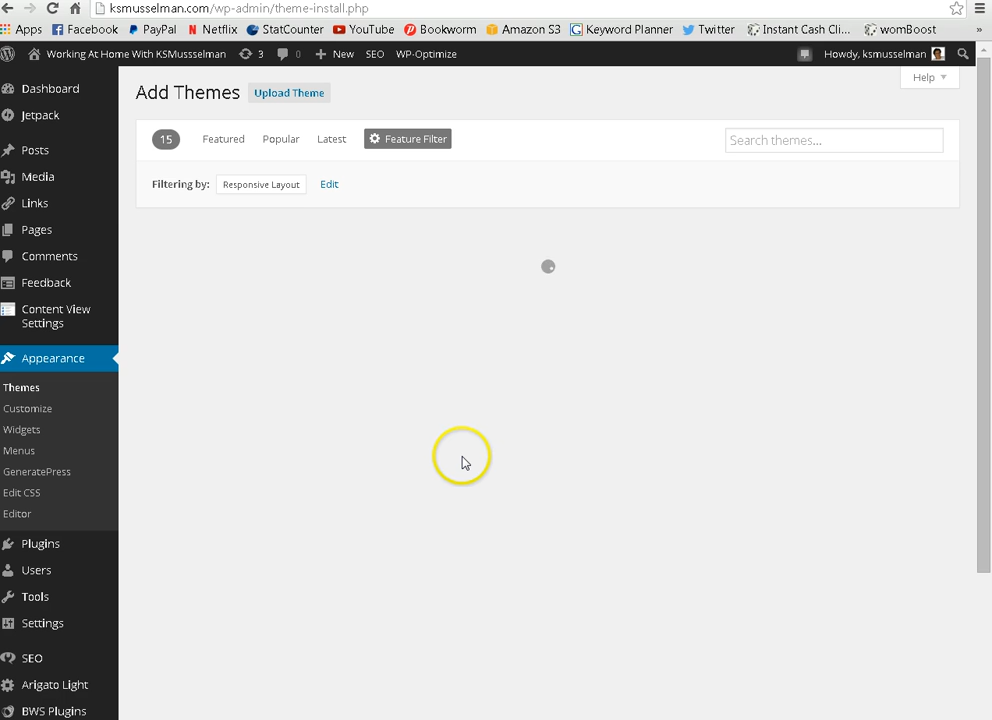 ksmusselman.com/wp-admin/theme-install.php
Apps Facebook PayPal Netflix StatCounter YouTube Bookworm Amazon S3 Keyword Planner Twitter Instant Cash Cli... womBoost »
Working At Home With KSMussselman 3 0 New SEO WP-Optimize Howdy, ksmusselman
Dashboard
Jetpack
Posts
Media
Links
Pages
Comments
Feedback
Content View
Settings
Appearance
Themes
Customize
Widgets
Menus
GeneratePress
Edit CSS
Editor
Plugins
Users
Tools
Settings
SEO
Arigato Light
BWS Plugins
Help
Add Themes Upload Theme
15 Featured Popular Latest Feature Filter Search themes...
Filtering by: Responsive Layout Edit